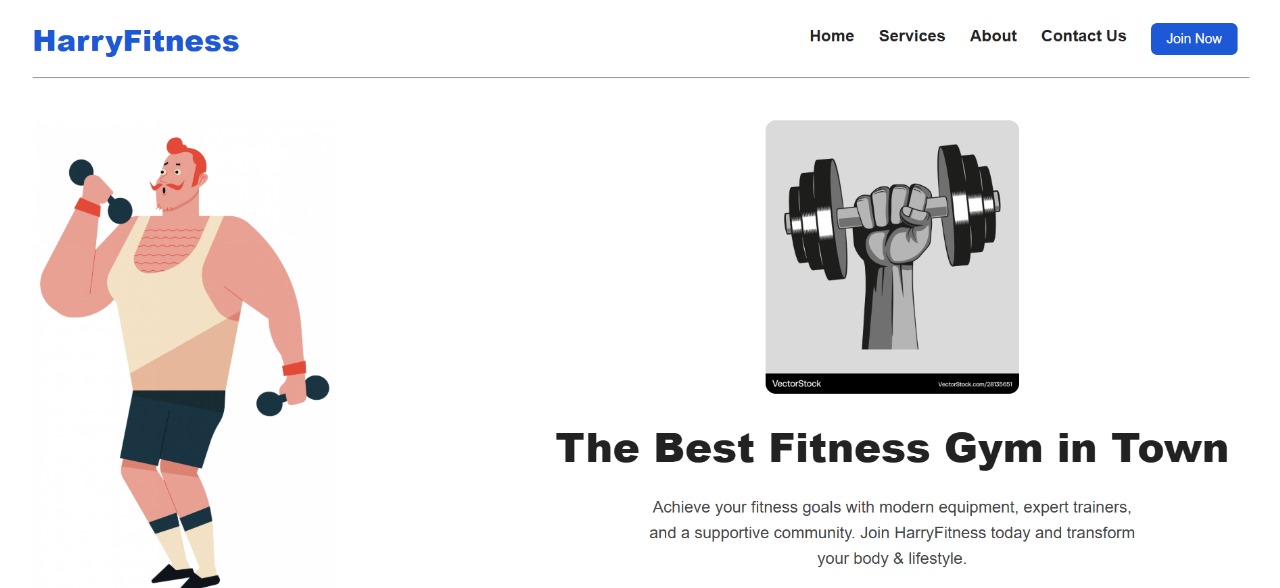 HarryFitness
Home Services About Contact Us Join Now
VectorStock VectorStock.com/28135651
The Best Fitness Gym in Town
Achieve your fitness goals with modern equipment, expert trainers,
and a supportive community. Join HarryFitness today and transform
your body & lifestyle.